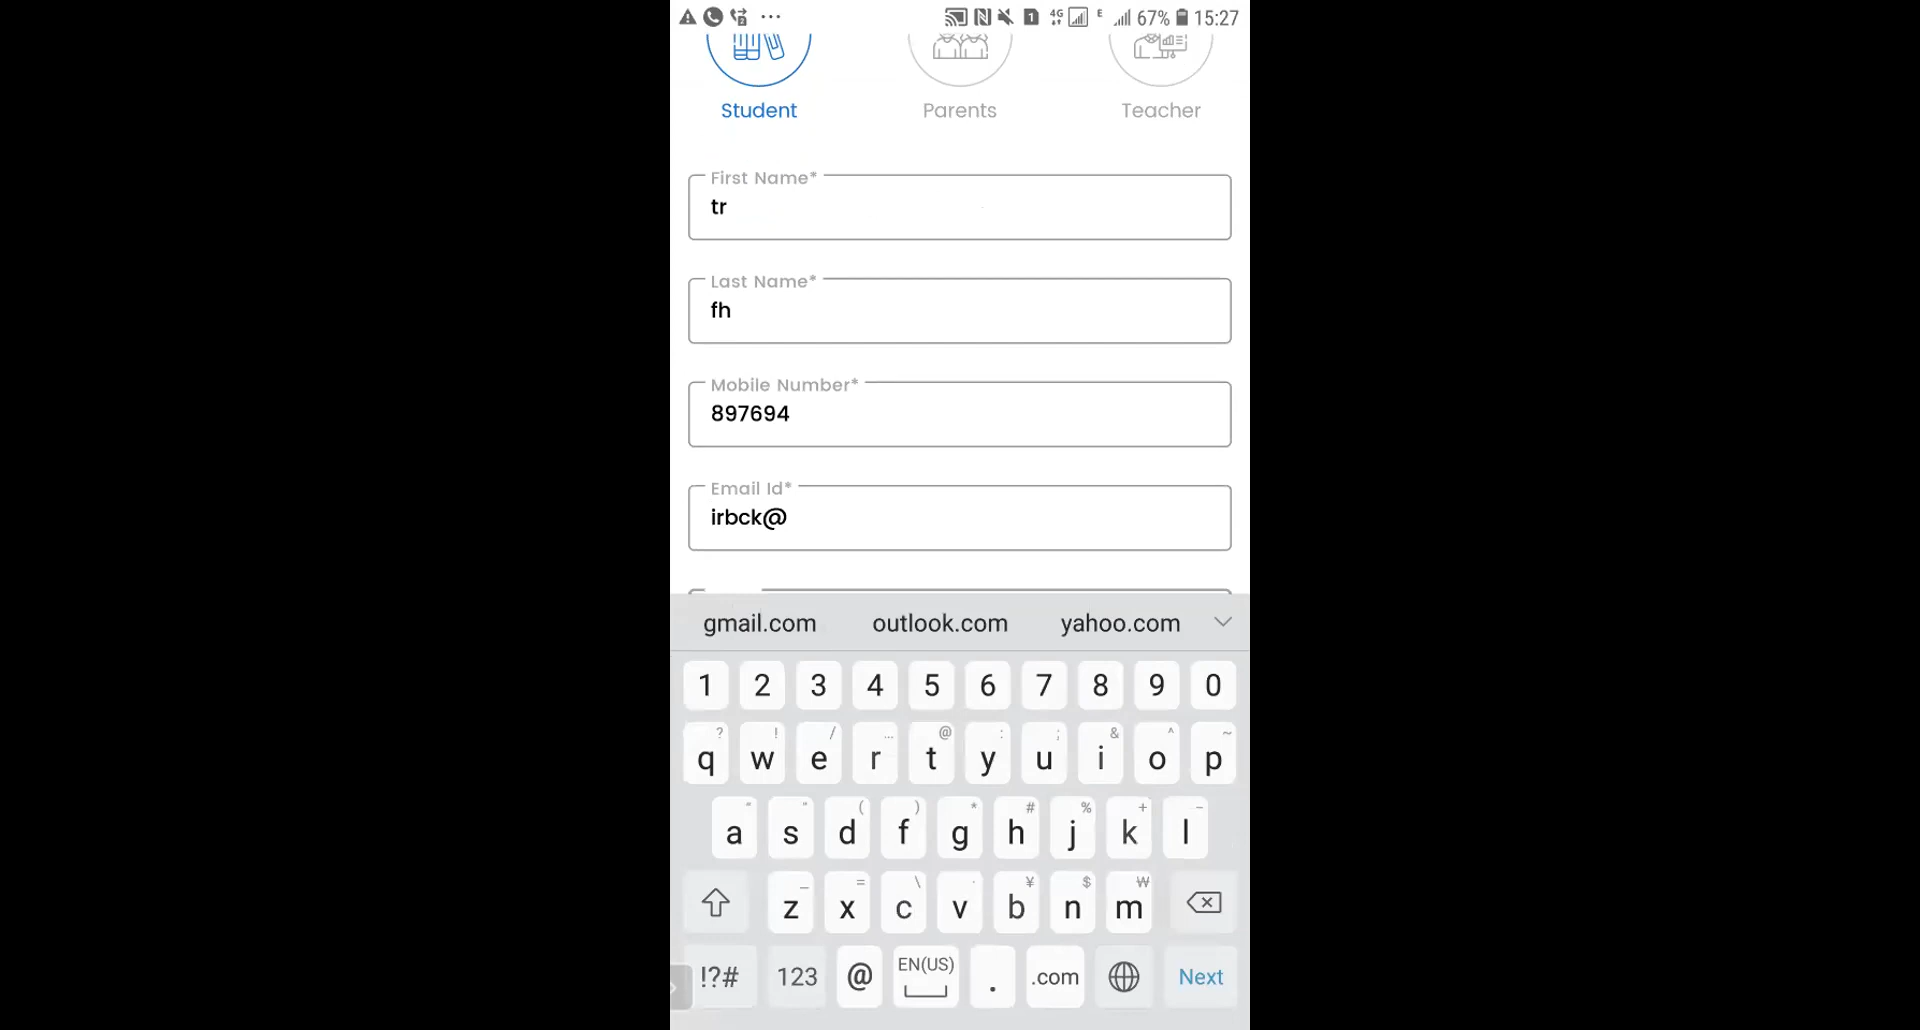 1 4G E 67% 15:27
Student Parents Teacher
First Name*
tr
Last Name*
fh
Mobile Number*
897694
Email Id*
irbck@
gmail.com outlook.com yahoo.com
1 2 3 4 5 6 7 8 9 0
? ! / ... @ : ; & ^ ~
q w e r t y u i o p
" " ( ) * # % + -
a s d f g h j k l
_ = \ · ¥ $ ₩
z x c v b n m
!?# 123 @ EN(US) . .com Next